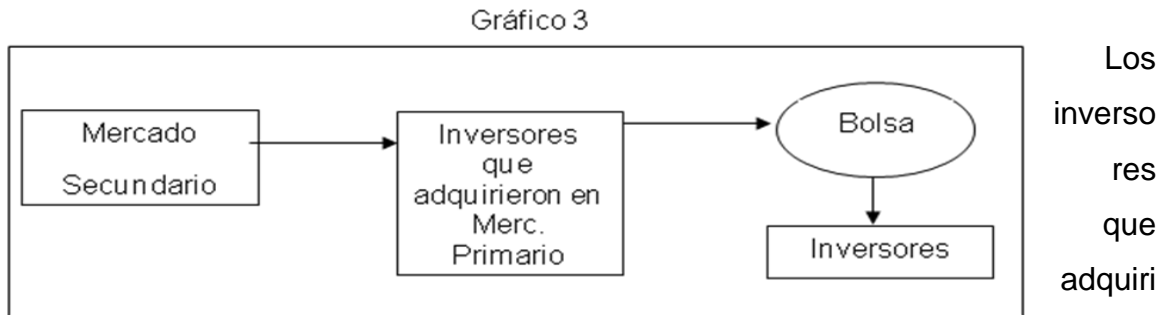 Gráfico 3
Mercado
Secundario
Inversores
que
adquirieron en
Merc.
Primario
Bolsa
Inversores
Los
inverso
res
que
adquiri